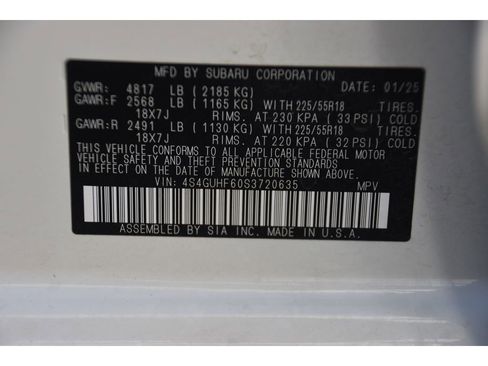 MFD BY SUBARU CORPORATION
GVWR: 4817 LB ( 2185 KG) DATE: 01/25
GAWR:F 2568 LB ( 1165 KG) WITH 225/55R18 TIRES.
18X7J RIMS. AT 230 KPA ( 33 PSI) COLD
GAWR:R 2491 LB ( 1130 KG) WITH 225/55R18 TIRES.
18X7J RIMS. AT 220 KPA ( 32 PSI) COLD
THIS VEHICLE CONFORMS TO ALL APPLICABLE FEDERAL MOTOR
VEHICLE SAFETY AND THEFT PREVENTION STANDARDS IN EFFECT
ON THE DATE OF MANUFACTURE SHOWN ABOVE.
VIN: 4S4GUHF60S3720635 MPV
ASSEMBLED BY SIA INC. MADE IN U.S.A.